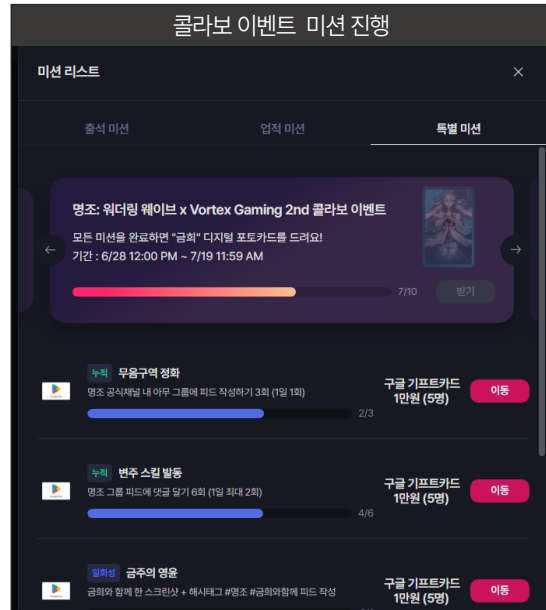 콜라보 이벤트 미션 진행
미션 리스트
출석 미션
업적 미션
특별 미션
명조: 워더링 웨이브 x Vortex Gaming 2nd 콜라보 이벤트
모든 미션을 완료하면 "금희" 디지털 포토카드를 드려요!
기간 : 6/28 12:00 PM ~ 7/19 11:59 AM
7/10
받기
누적 무음구역 정화
명조 공식채널 내 아무 그룹에 피드 작성하기 3회 (1일 1회)
2/3
구글 기프트카드
1만원 (5명)
이동
누적 변주 스킬 발동
명조 그룹 피드에 댓글 달기 6회 (1일 최대 2회)
4/6
구글 기프트카드
1만원 (5명)
이동
일회성 금주의 영윤
금희와 함께 한 스크린샷 + 해시태그 #명조 #금희와함께 피드 작성
구글 기프트카드
1만원 (5명)
이동